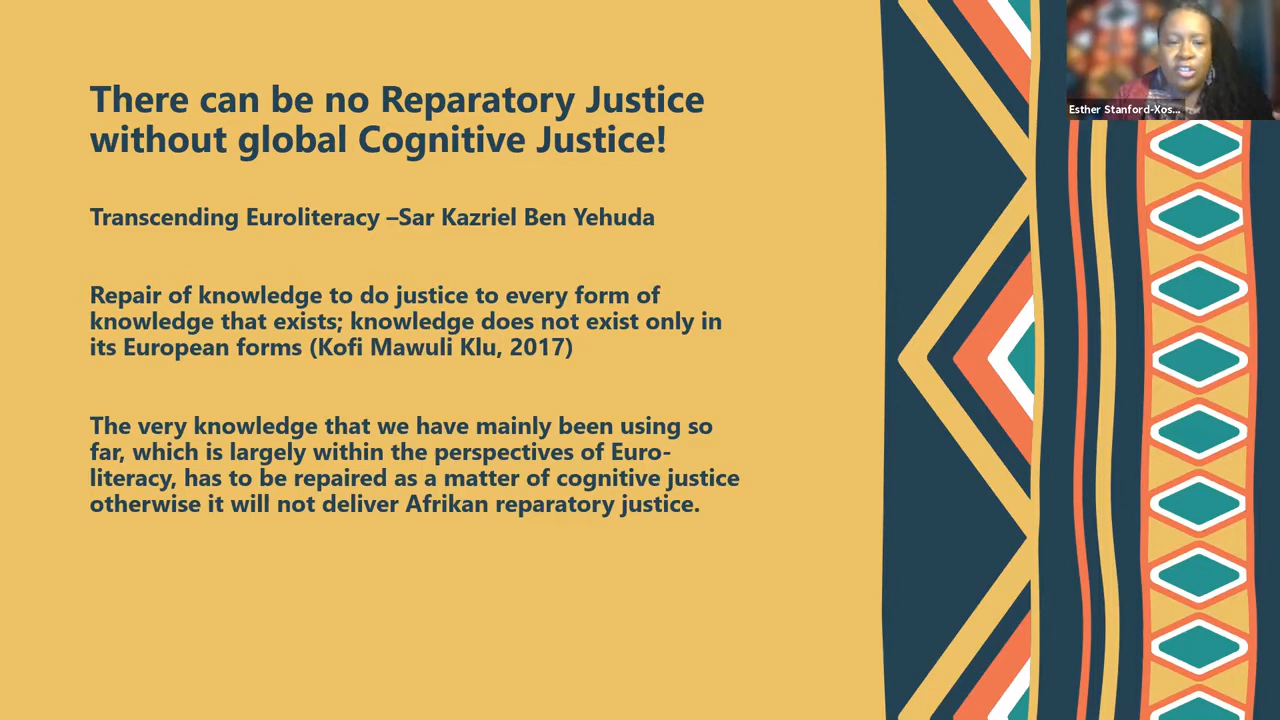 There can be no Reparatory Justice
without global Cognitive Justice!
Transcending Euroliteracy –Sar Kazriel Ben Yehuda
Repair of knowledge to do justice to every form of
knowledge that exists; knowledge does not exist only in
its European forms (Kofi Mawuli Klu, 2017)
The very knowledge that we have mainly been using so
far, which is largely within the perspectives of Euro-
literacy, has to be repaired as a matter of cognitive justice
otherwise it will not deliver Afrikan reparatory justice.
Esther Stanford-Xos...